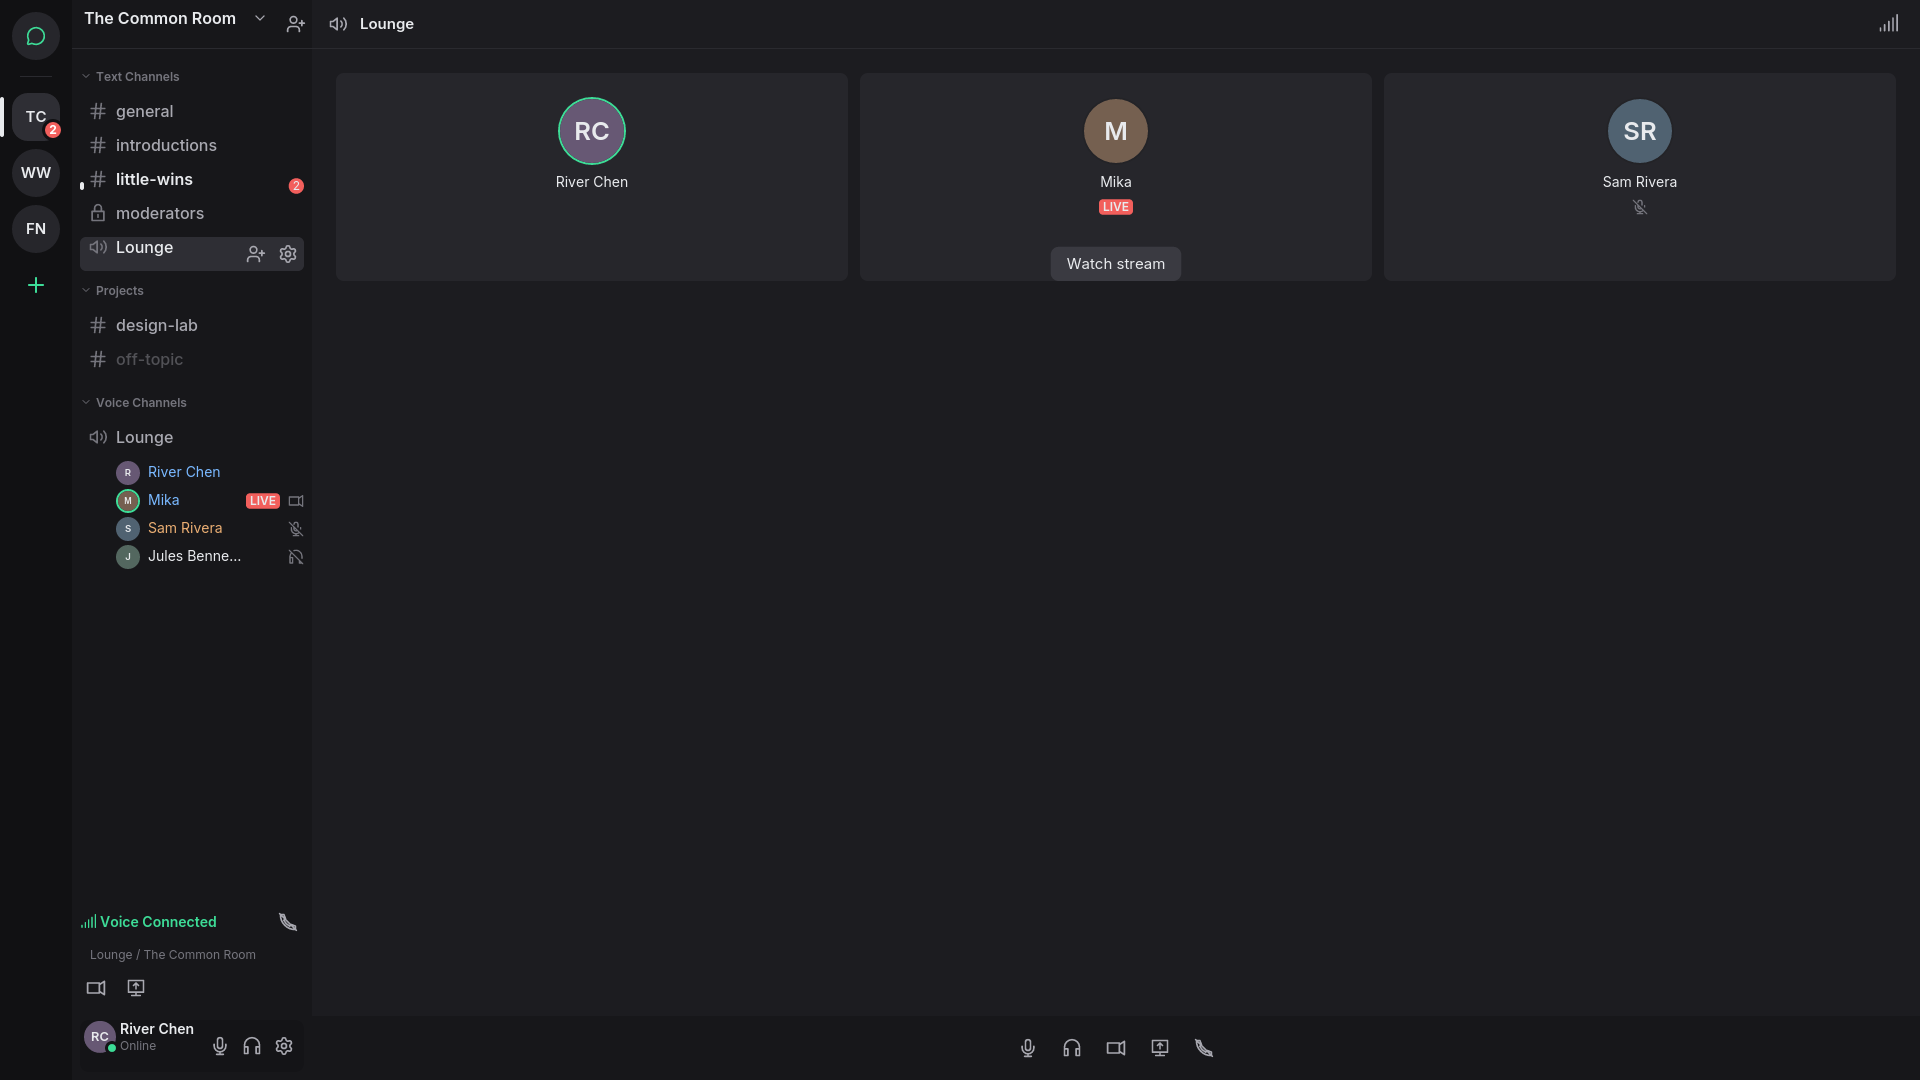 The Common Room
TC
2
WW
FN
Text Channels
general
introductions
little-wins
2
moderators
Lounge
Projects
design-lab
off-topic
Voice Channels
Lounge
R River Chen
M Mika LIVE
S Sam Rivera
J Jules Benne...
Voice Connected
Lounge / The Common Room
RC River Chen
Online
Lounge
RC
River Chen
M
Mika
LIVE
Watch stream
SR
Sam Rivera